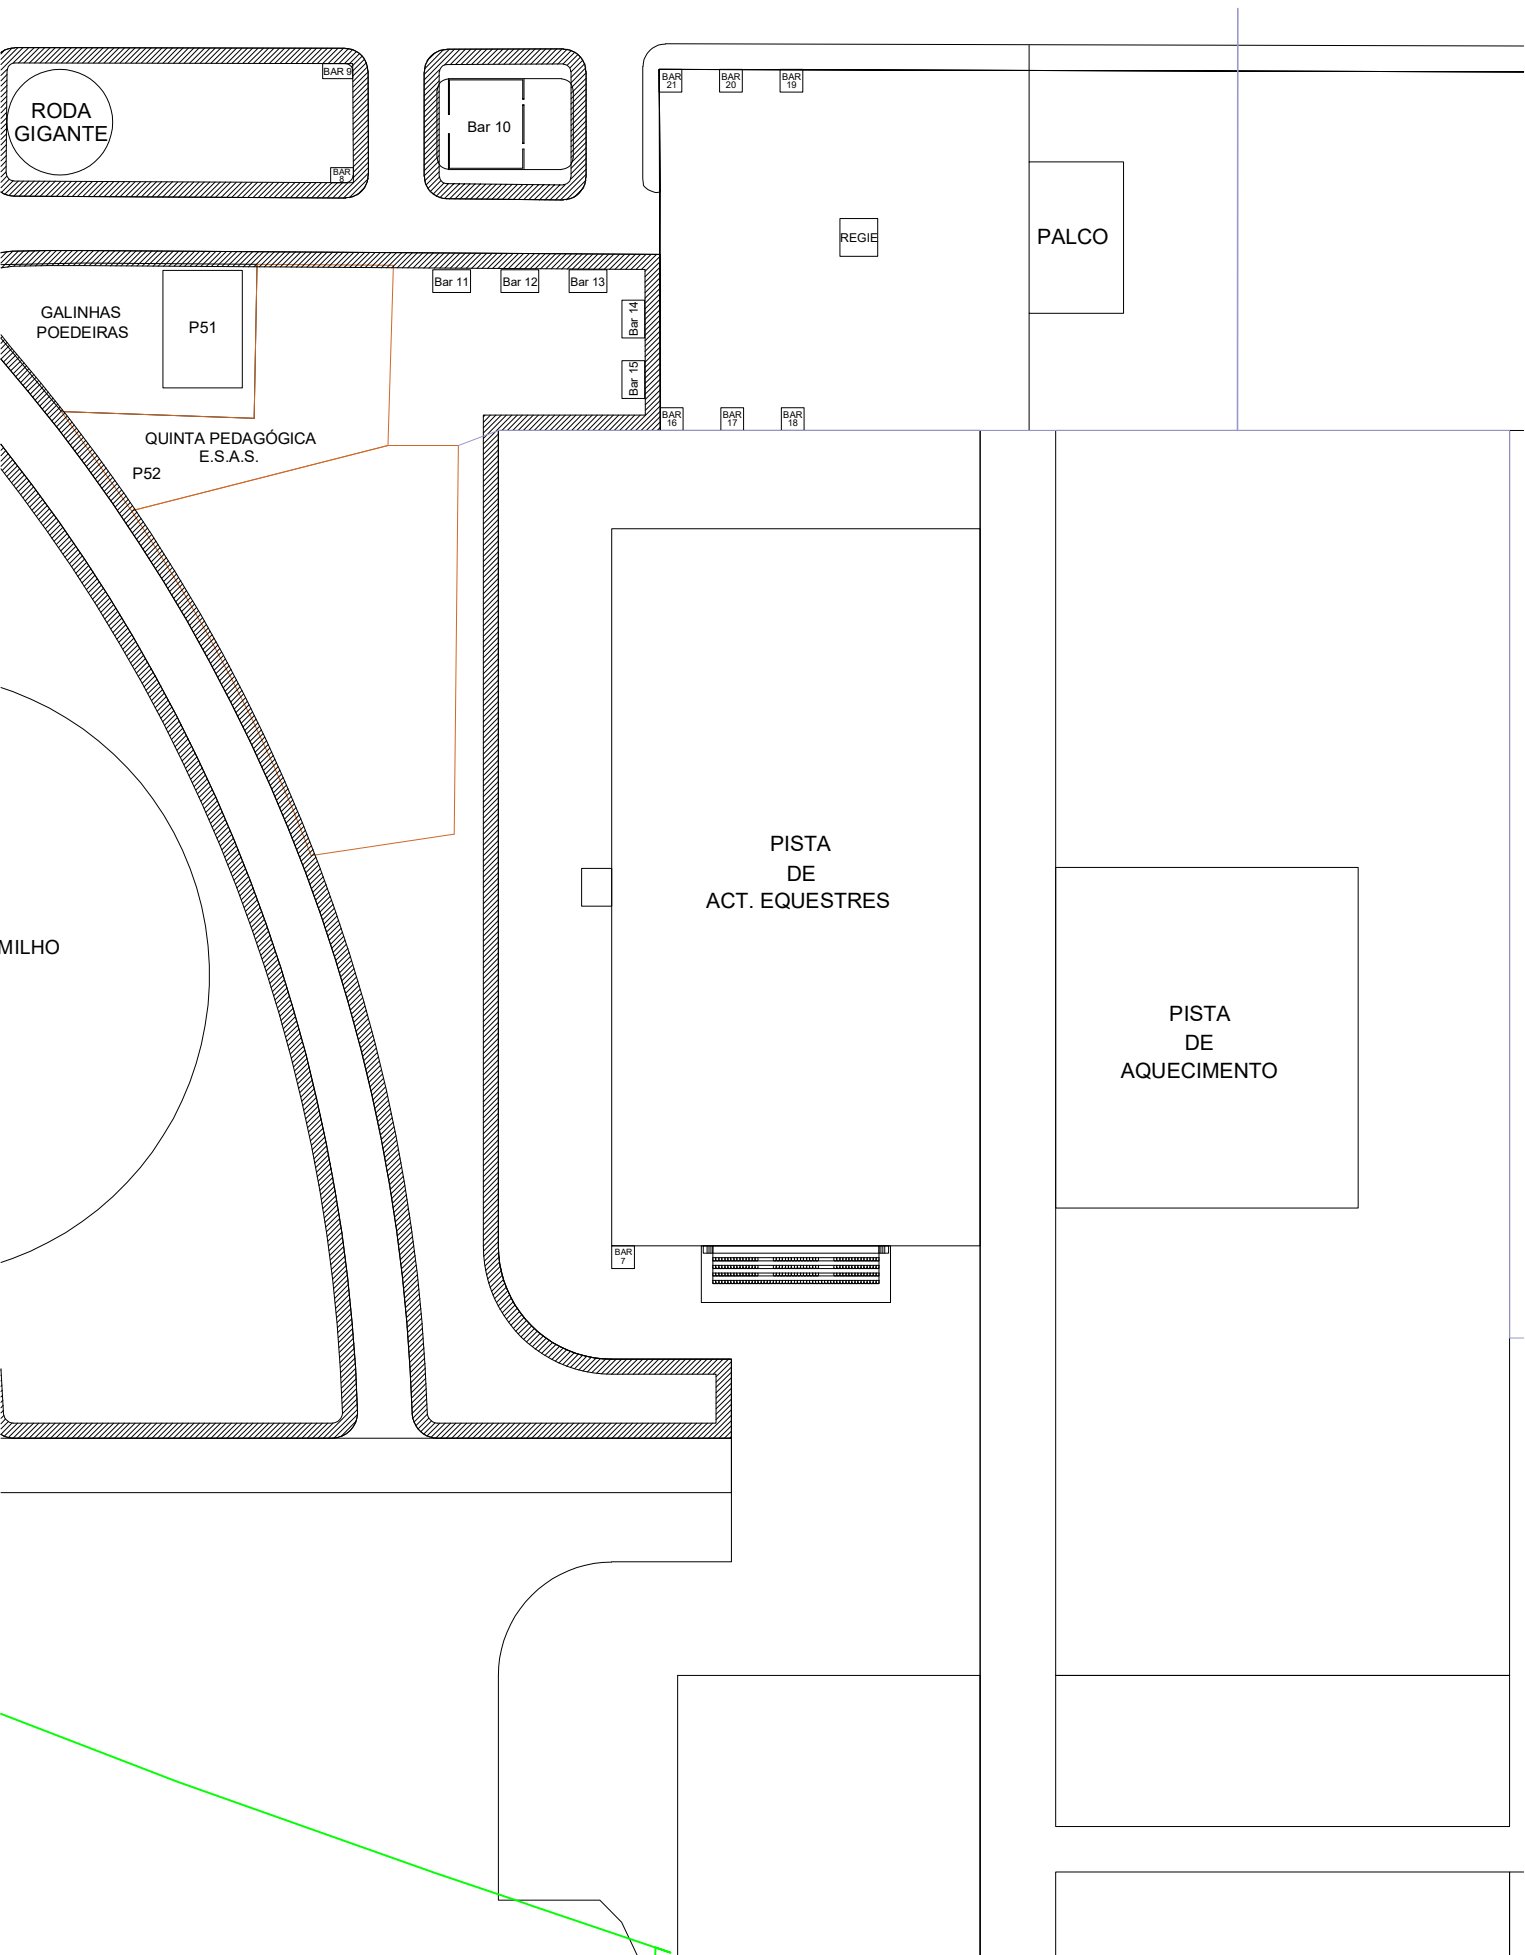 BAR 9
RODA
GIGANTE
BAR
8
Bar 10
BAR
21
BAR
20
BAR
19
REGIE
PALCO
Bar 11
Bar 12
Bar 13
Bar 14
Bar 15
GALINHAS
POEDEIRAS
P51
BAR
16
BAR
17
BAR
18
QUINTA PEDAGÓGICA
E.S.A.S.
P52
PISTA
DE
ACT. EQUESTRES
MILHO
PISTA
DE
AQUECIMENTO
BAR
7